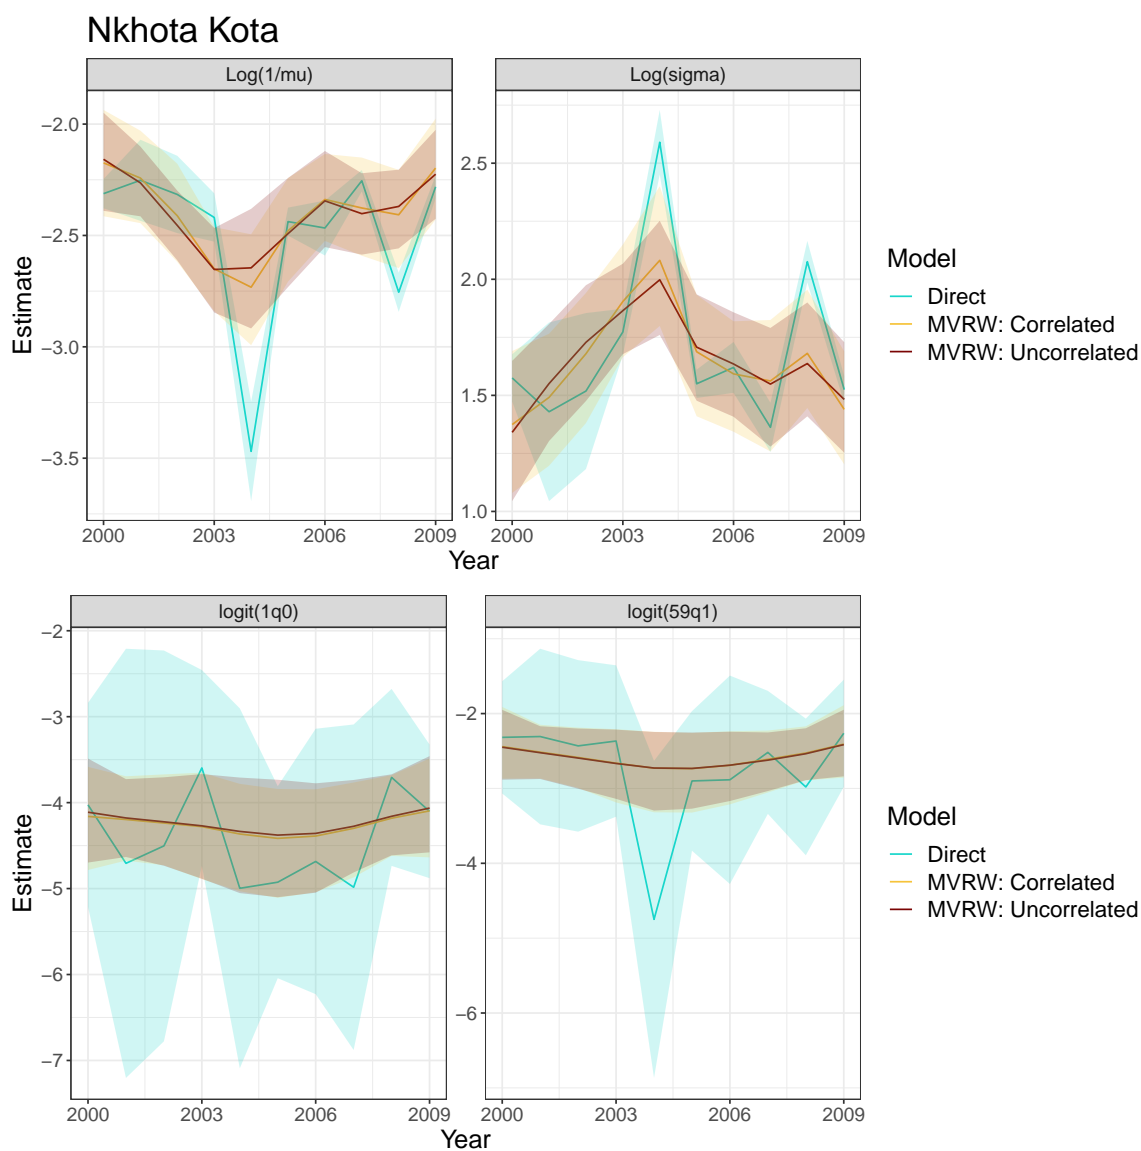 Nkhota Kota
Log(1/mu)
Log(sigma)
−2.0
−2.5
−3.0
−3.5
2.5
2.0
1.5
1.0
2000
2003
2006
2009
2000
2003
2006
2009
Estimate
Year
Model
Direct
MVRW: Correlated
MVRW: Uncorrelated
logit(1q0)
logit(59q1)
−2
−3
−4
−5
−6
−7
−2
−4
−6
2000
2003
2006
2009
2000
2003
2006
2009
Estimate
Year
Model
Direct
MVRW: Correlated
MVRW: Uncorrelated